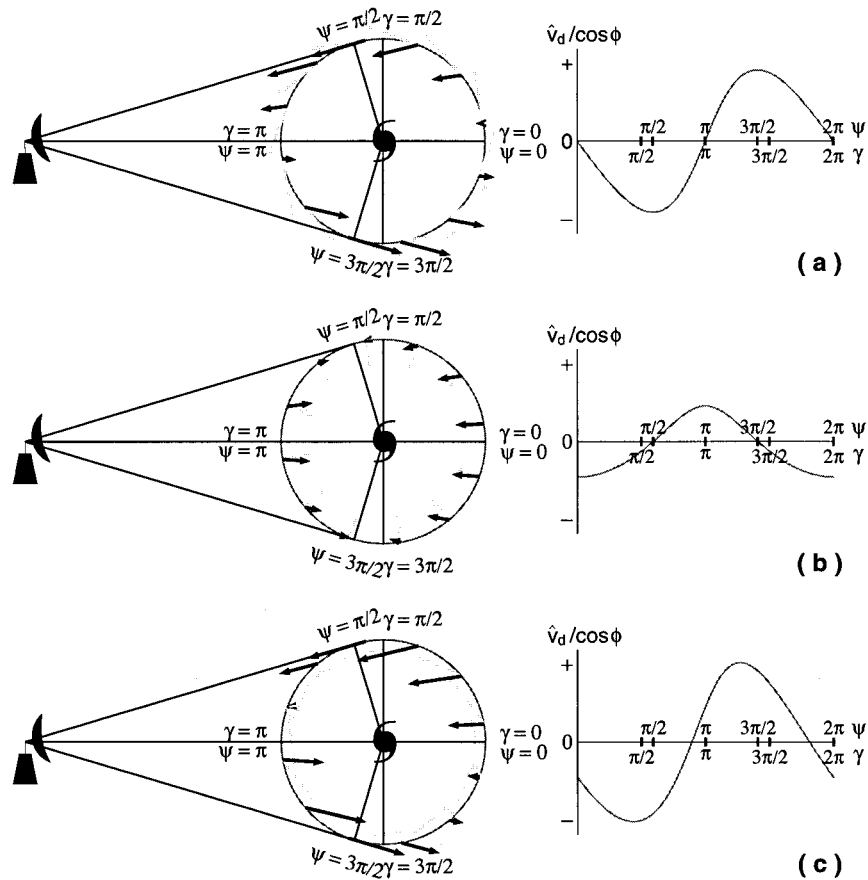 ψ = π/2 γ = π/2
γ = π
ψ = π
γ = 0
ψ = 0
ψ = 3π/2 γ = 3π/2
v̂d /cosϕ
+
0
−
π/2 π 3π/2 2π ψ
π/2 π 3π/2 2π γ
( a )
ψ = π/2 γ = π/2
γ = π
ψ = π
γ = 0
ψ = 0
ψ = 3π/2 γ = 3π/2
v̂d /cosϕ
+
0
−
π/2 π 3π/2 2π ψ
π/2 π 3π/2 2π γ
( b )
ψ = π/2 γ = π/2
γ = π
ψ = π
γ = 0
ψ = 0
ψ = 3π/2 γ = 3π/2
v̂d /cosϕ
+
0
−
π/2 π 3π/2 2π ψ
π/2 π 3π/2 2π γ
( c )